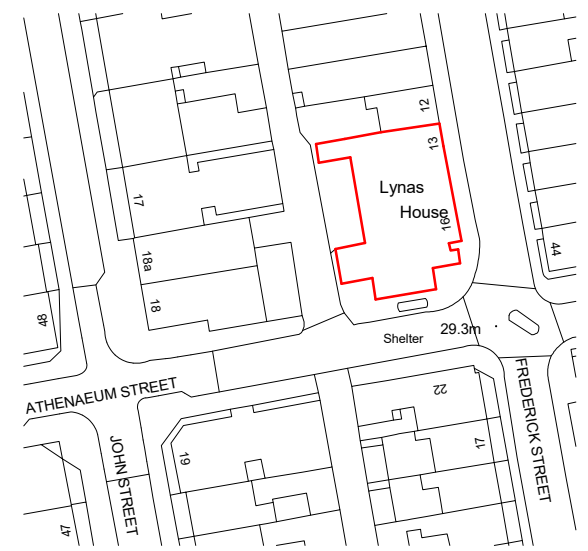 12
13
Lynas
House
16
17
18a
44
18
48
29.3m
Shelter
ATHENAEUM STREET
22
FREDERICK STREET
JOHN STREET
19
17
47